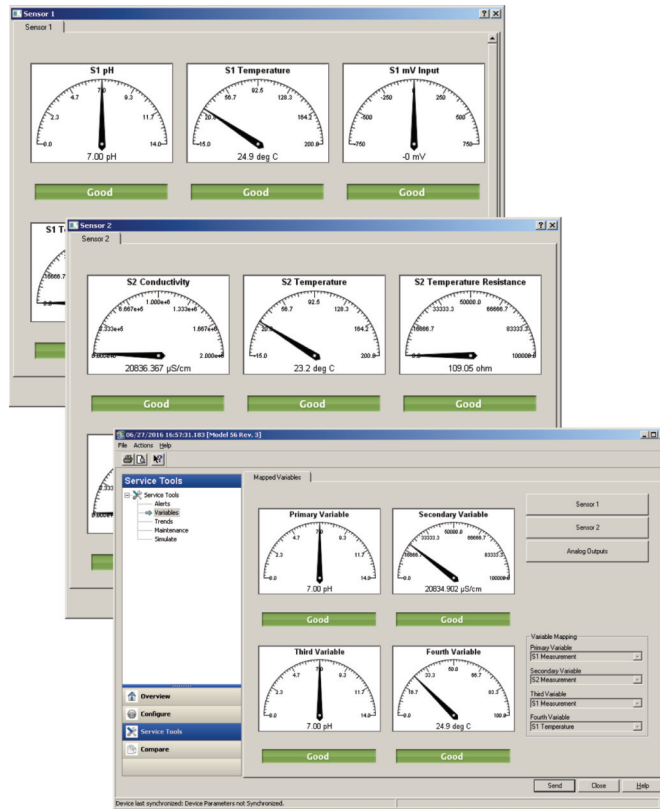 Sensor 1
Sensor 1
S1 pH
0.0 2.3 4.7 7.0 9.3 11.7 14.0
7.00 pH
Good
S1 Temperature
-15.0 20.8 56.7 92.5 128.3 164.2 200.0
24.9 deg C
Good
S1 mV Input
-750 -500 -250 0 250 500 750
-0 mV
Good
S1 T
16666.7
Sensor 2
Sensor 2
S2 Conductivity
0.000e+0 3.333e+5 6.667e+5 1.000e+6 1.333e+6 1.667e+6 2.000e+6
20836.367 µS/cm
Good
S2 Temperature
-15.0 20.8 56.7 92.5 128.3 164.2 200.0
23.2 deg C
Good
S2 Temperature Resistance
0.0 16666.7 33333.3 50000.0 66666.7 83333.3 100000.0
109.05 ohm
Good
06/27/2016 16:57:31.183 [Model 56 Rev. 3]
File Actions Help
Service Tools
Service Tools
Alerts
Variables
Trends
Maintenance
Simulate
Overview
Configure
Service Tools
Compare
Mapped Variables
Primary Variable
0.0 2.3 4.7 7.0 9.3 11.7 14.0
7.00 pH
Good
Secondary Variable
0.0 16666.7 33333.3 50000.0 66666.7 83333.3 100000.0
20834.902 µS/cm
Good
Third Variable
0.0 2.3 4.7 7.0 9.3 11.7 14.0
7.00 pH
Good
Fourth Variable
0.0 16.7 33.3 50.0 66.7 83.3 100.0
24.9 deg C
Good
Sensor 1
Sensor 2
Analog Outputs
Variable Mapping
Primary Variable
S1 Measurement
Secondary Variable
S2 Measurement
Third Variable
S1 Measurement
Fourth Variable
S1 Temperature
Send Close Help
Device last synchronized: Device Parameters not Synchronized.